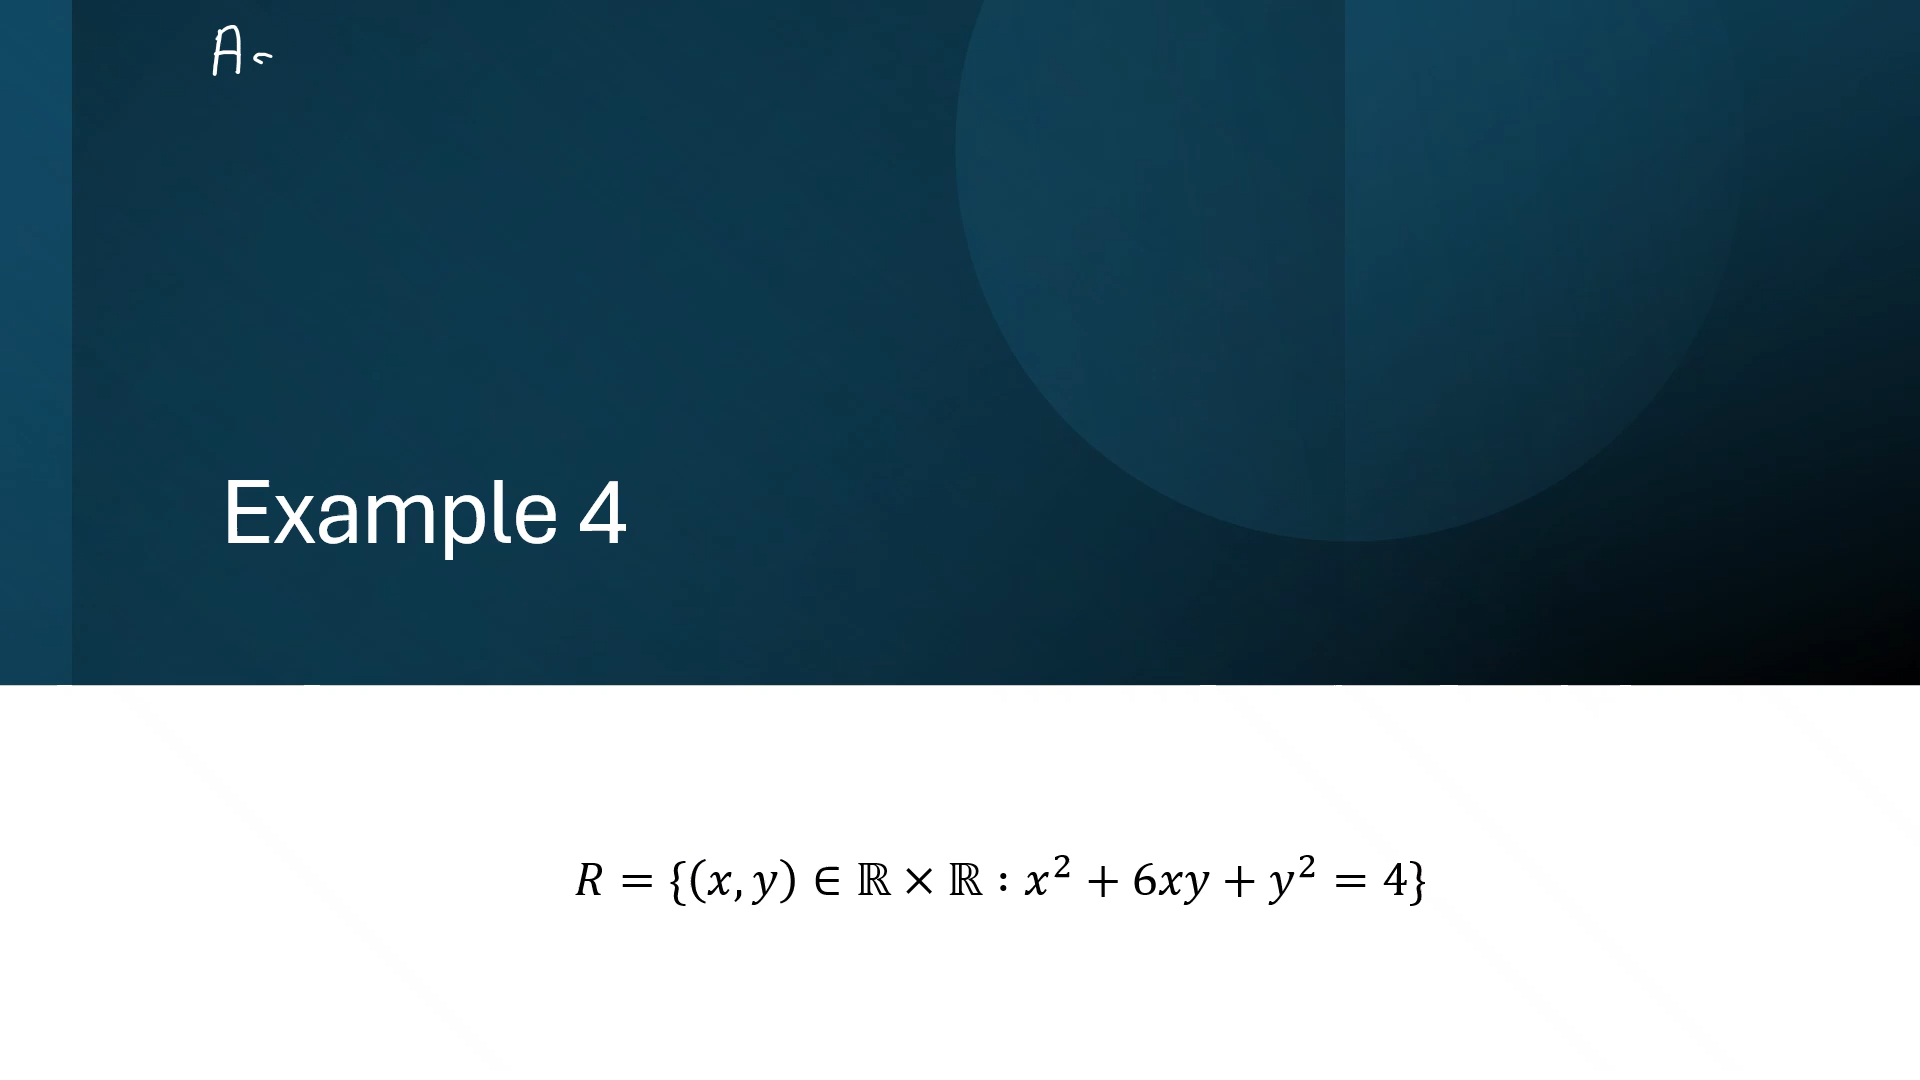 A
Example 4
R = {(x, y) ∈ ℝ × ℝ : x² + 6xy + y² = 4}